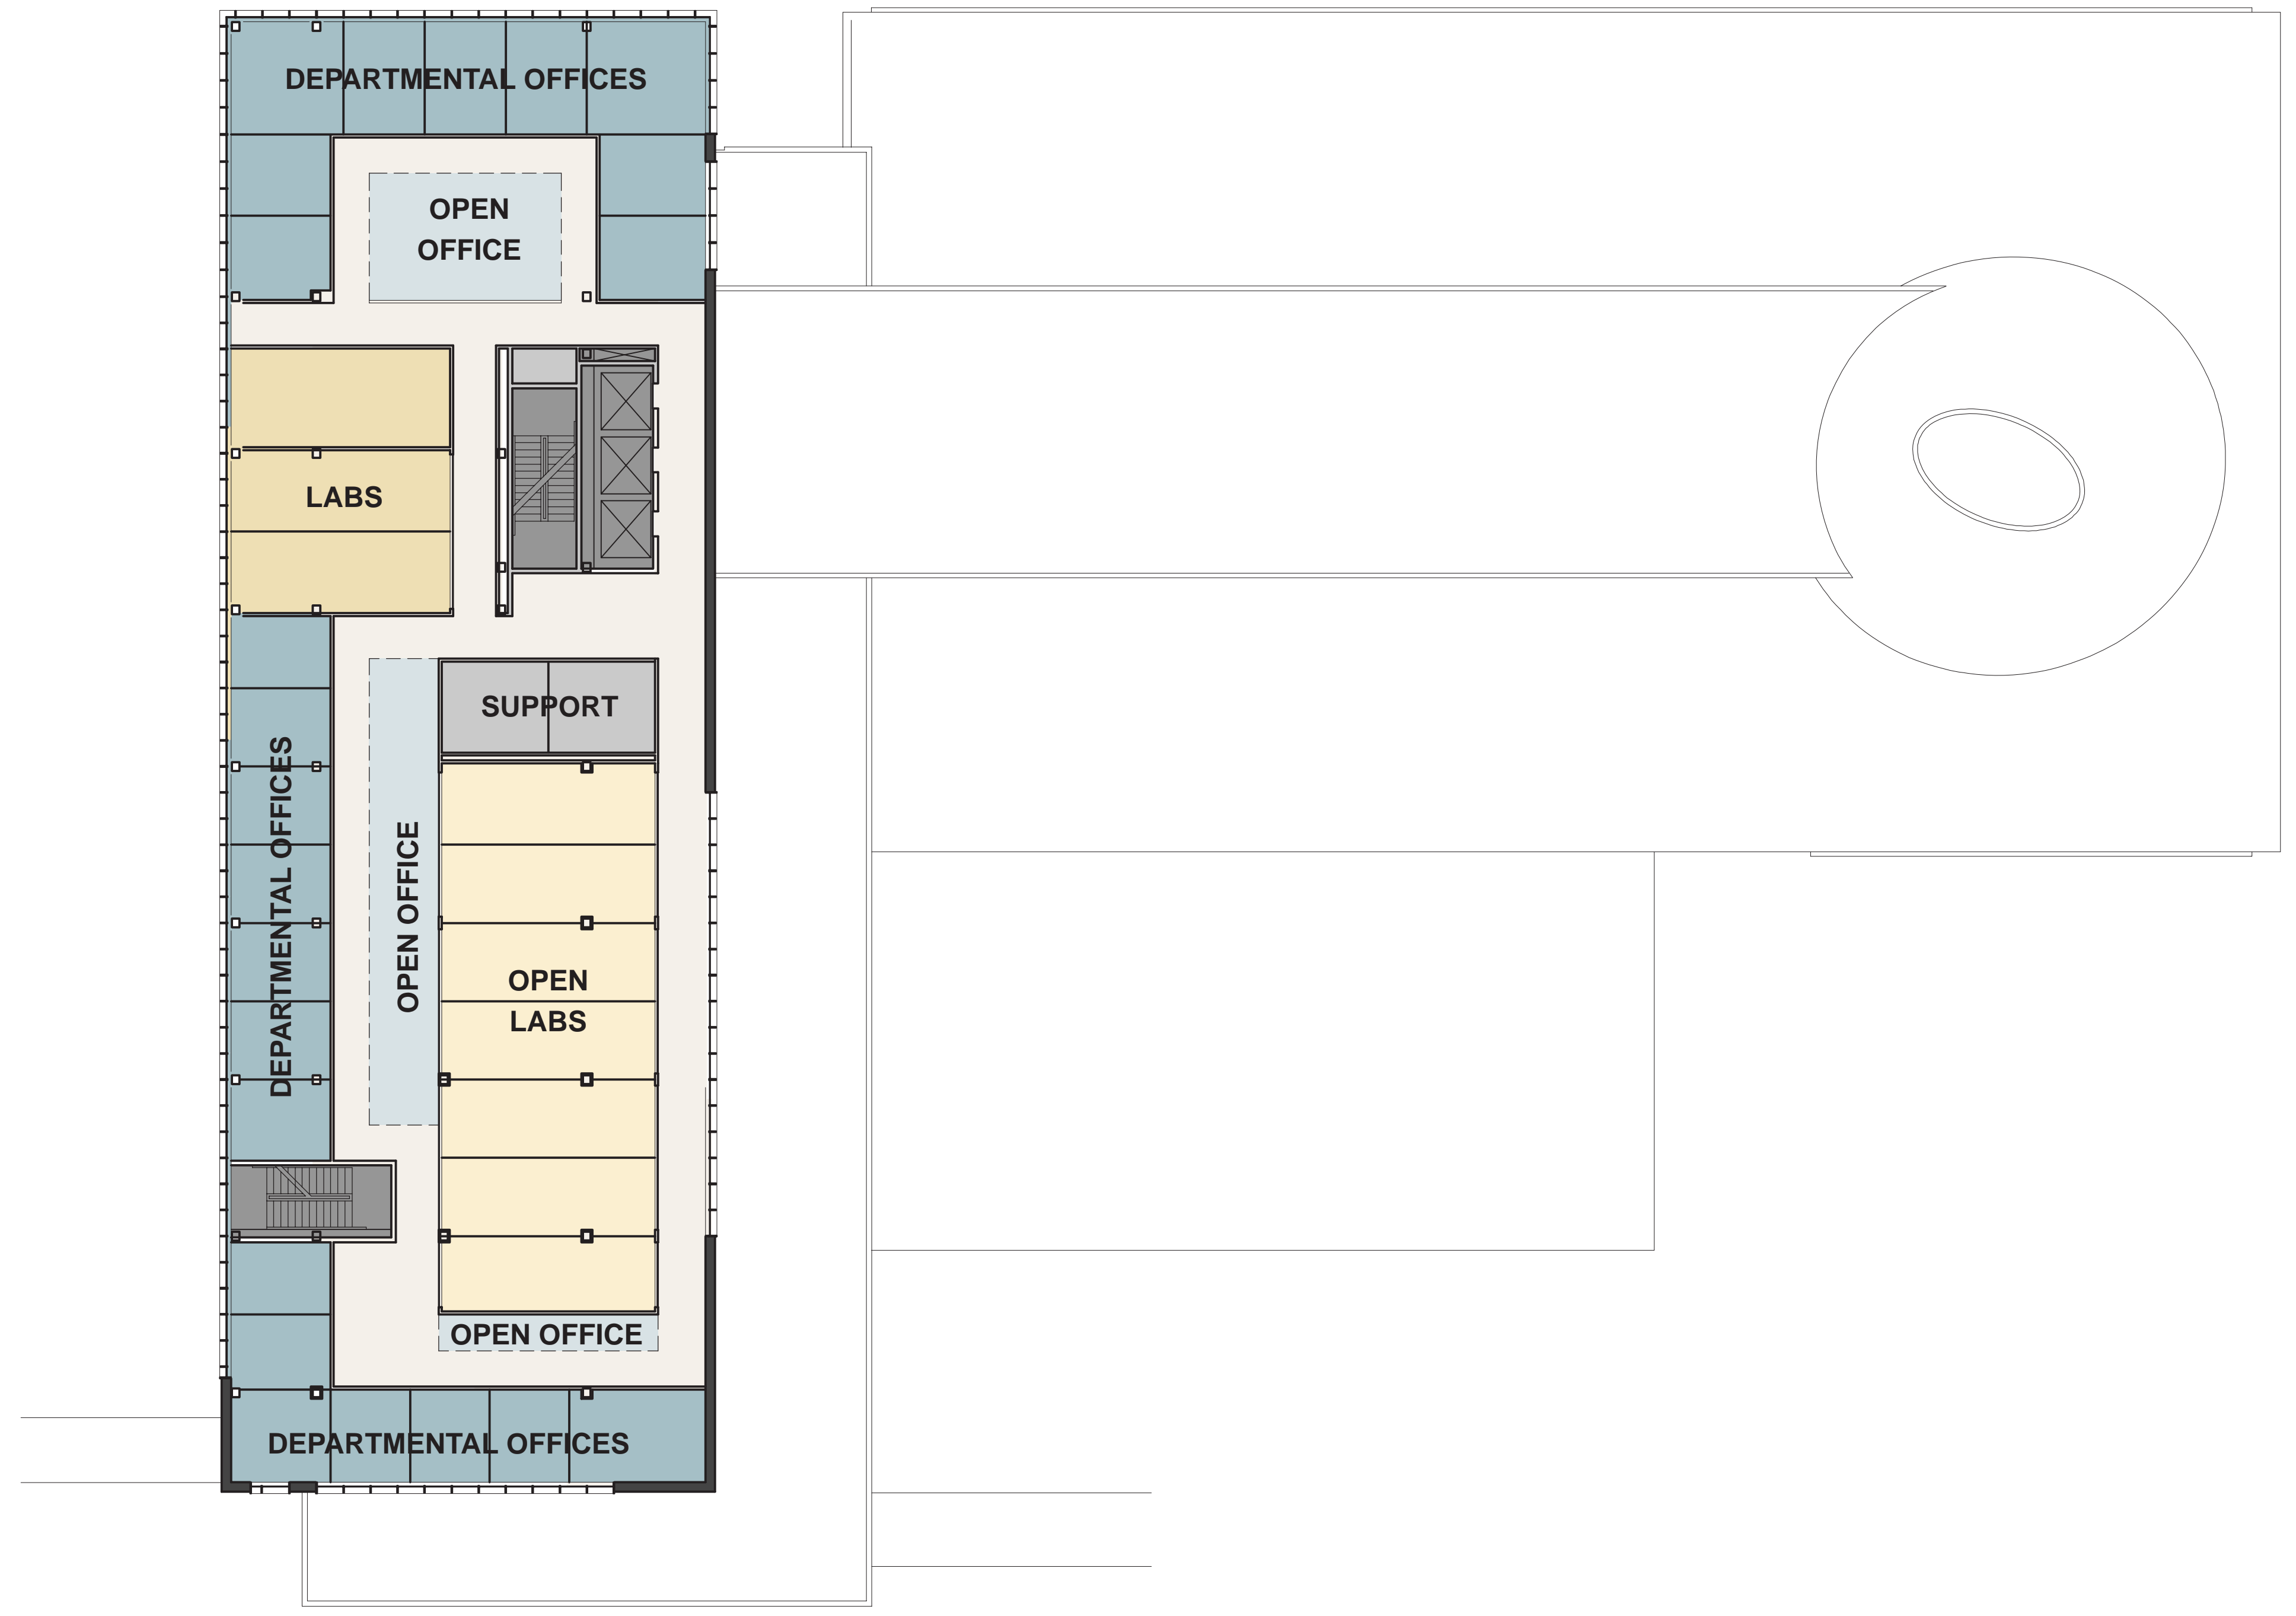 DEPARTMENTAL OFFICES
OPEN
OFFICE
LABS
SUPPORT
DEPARTMENTAL OFFICES
OPEN OFFICE
OPEN
LABS
OPEN OFFICE
DEPARTMENTAL OFFICES